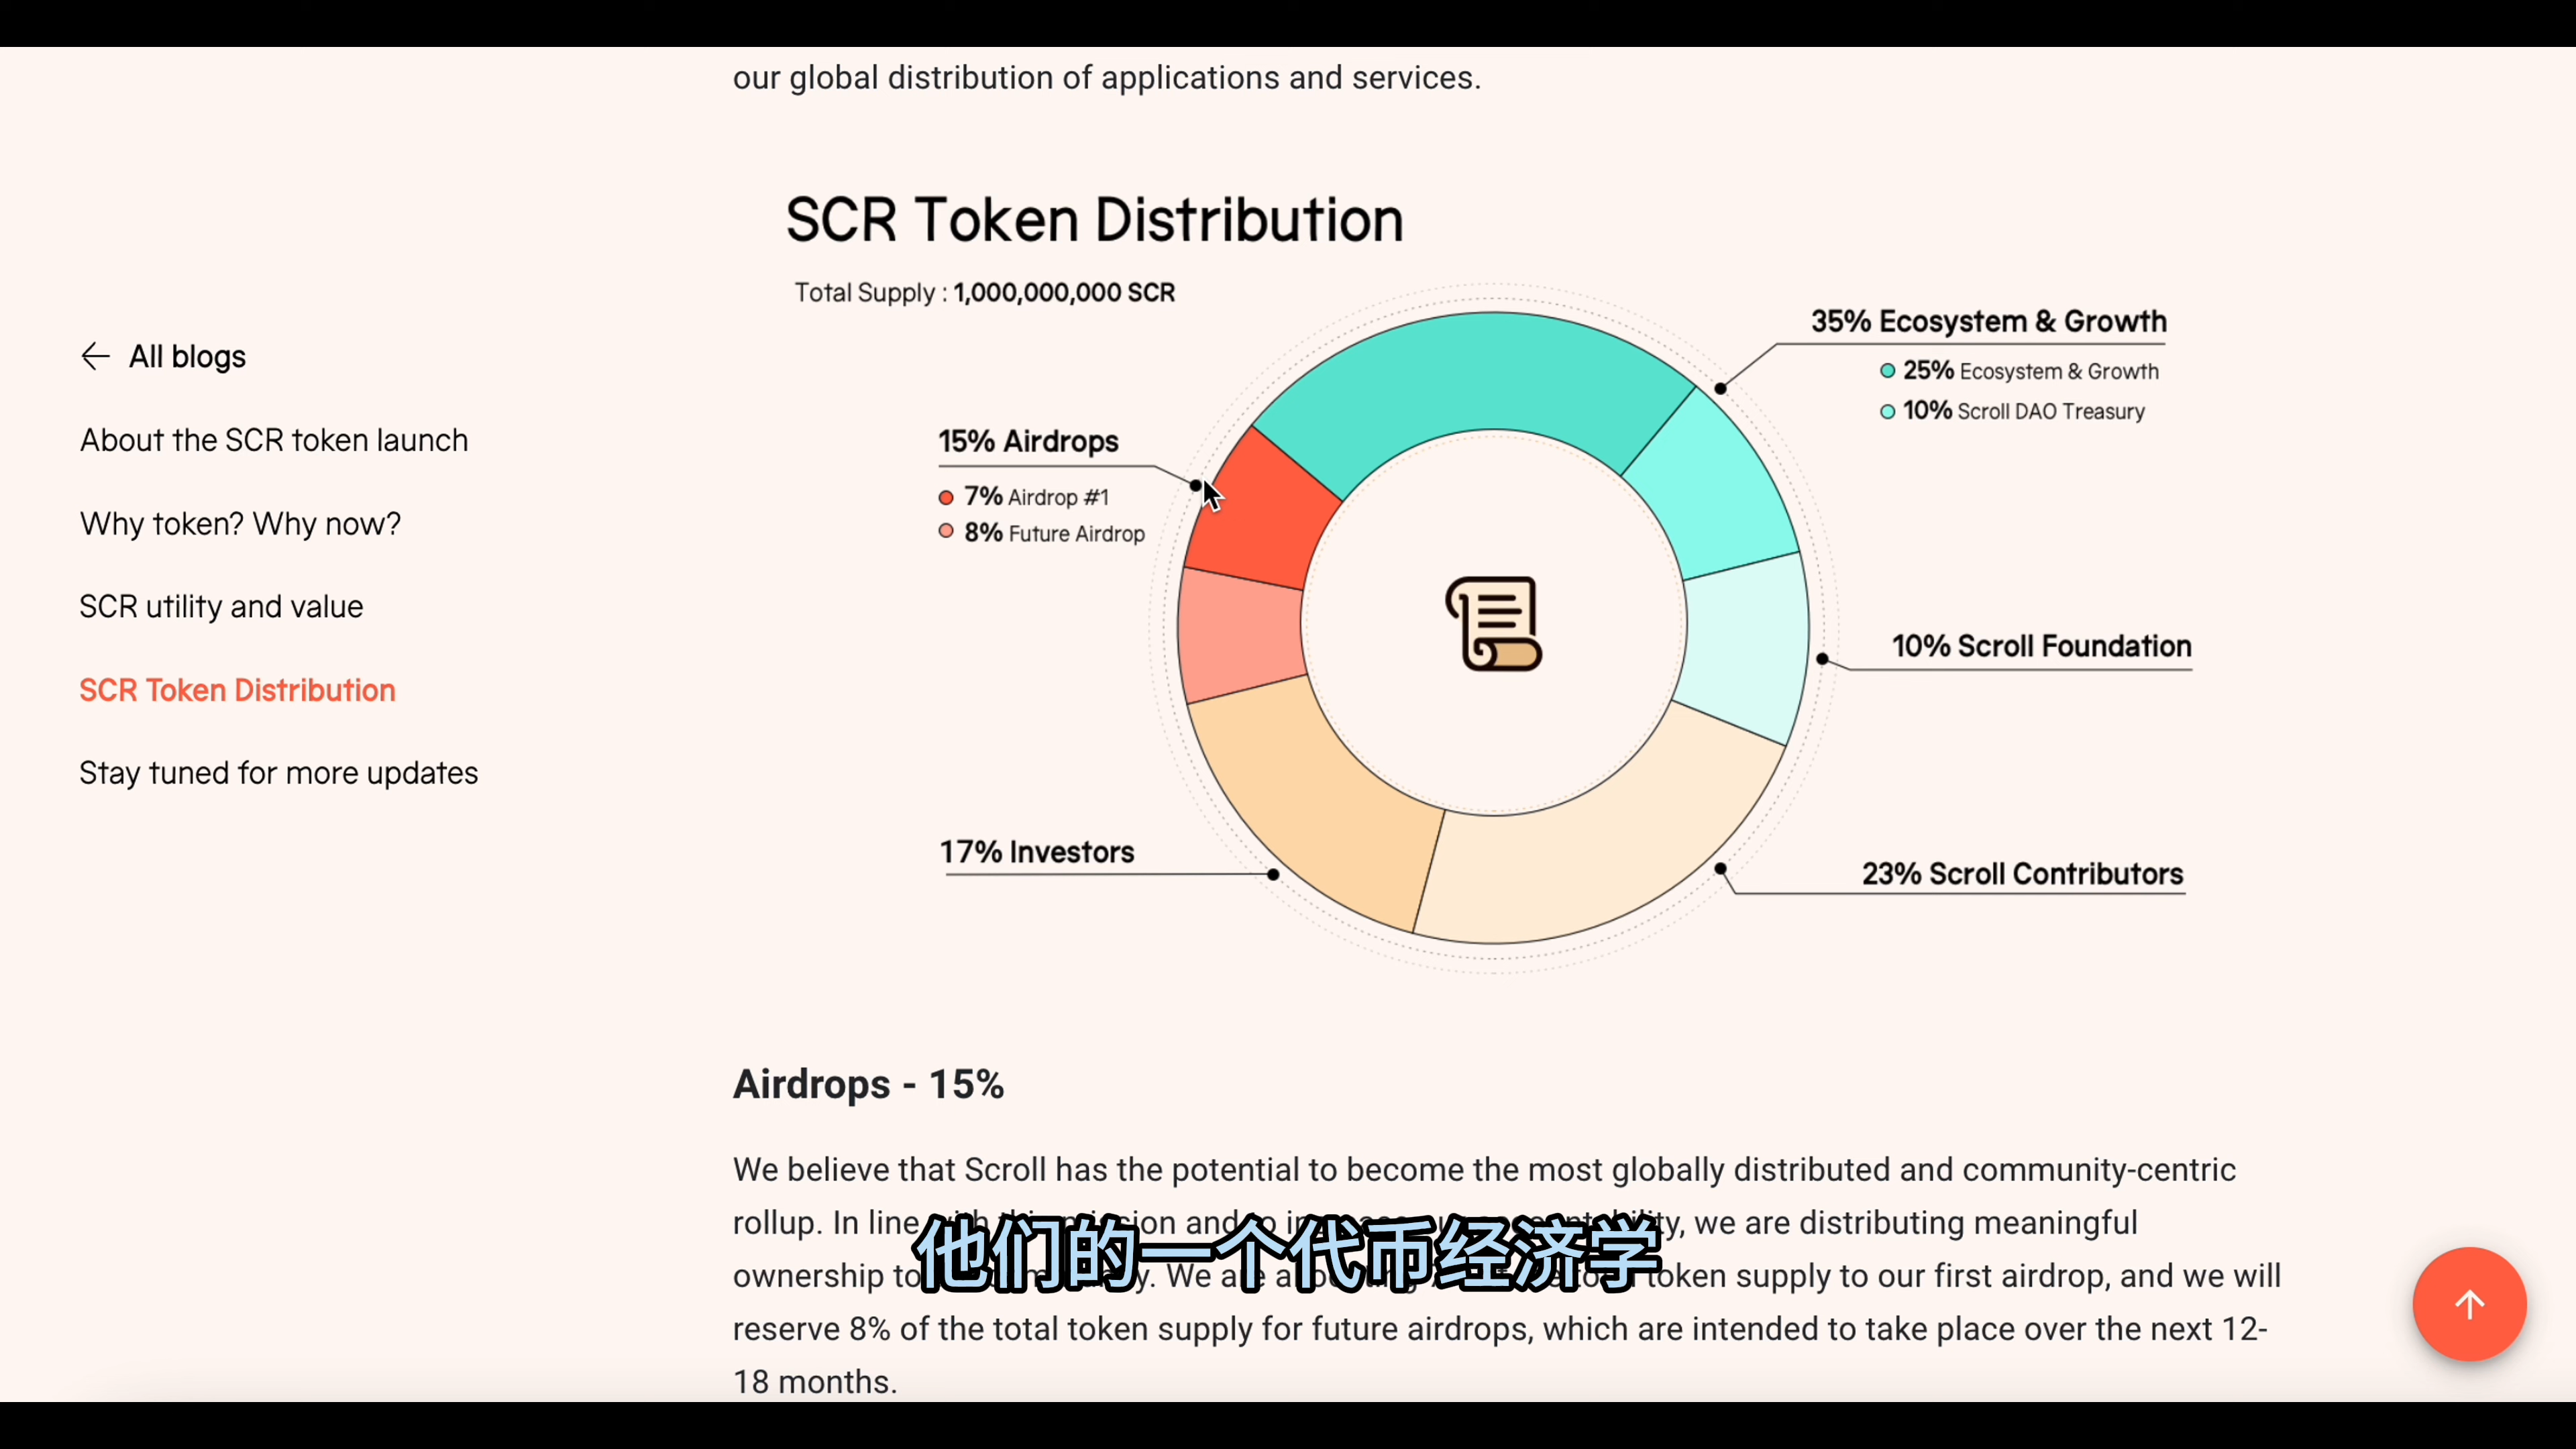 our global distribution of applications and services.
SCR Token Distribution
Total Supply : 1,000,000,000 SCR
35% Ecosystem & Growth
25% Ecosystem & Growth
10% Scroll DAO Treasury
15% Airdrops
7% Airdrop #1
8% Future Airdrop
10% Scroll Foundation
17% Investors
23% Scroll Contributors
All blogs
About the SCR token launch
Why token? Why now?
SCR utility and value
SCR Token Distribution
Stay tuned for more updates
Airdrops - 15%
We believe that Scroll has the potential to become the most globally distributed and community-centric
rollup. In line and we are distributing meaningful
ownership to We are token supply to our first airdrop, and we will
reserve 8% of the total token supply for future airdrops, which are intended to take place over the next 12-
18 months.
他们的一个代币经济学